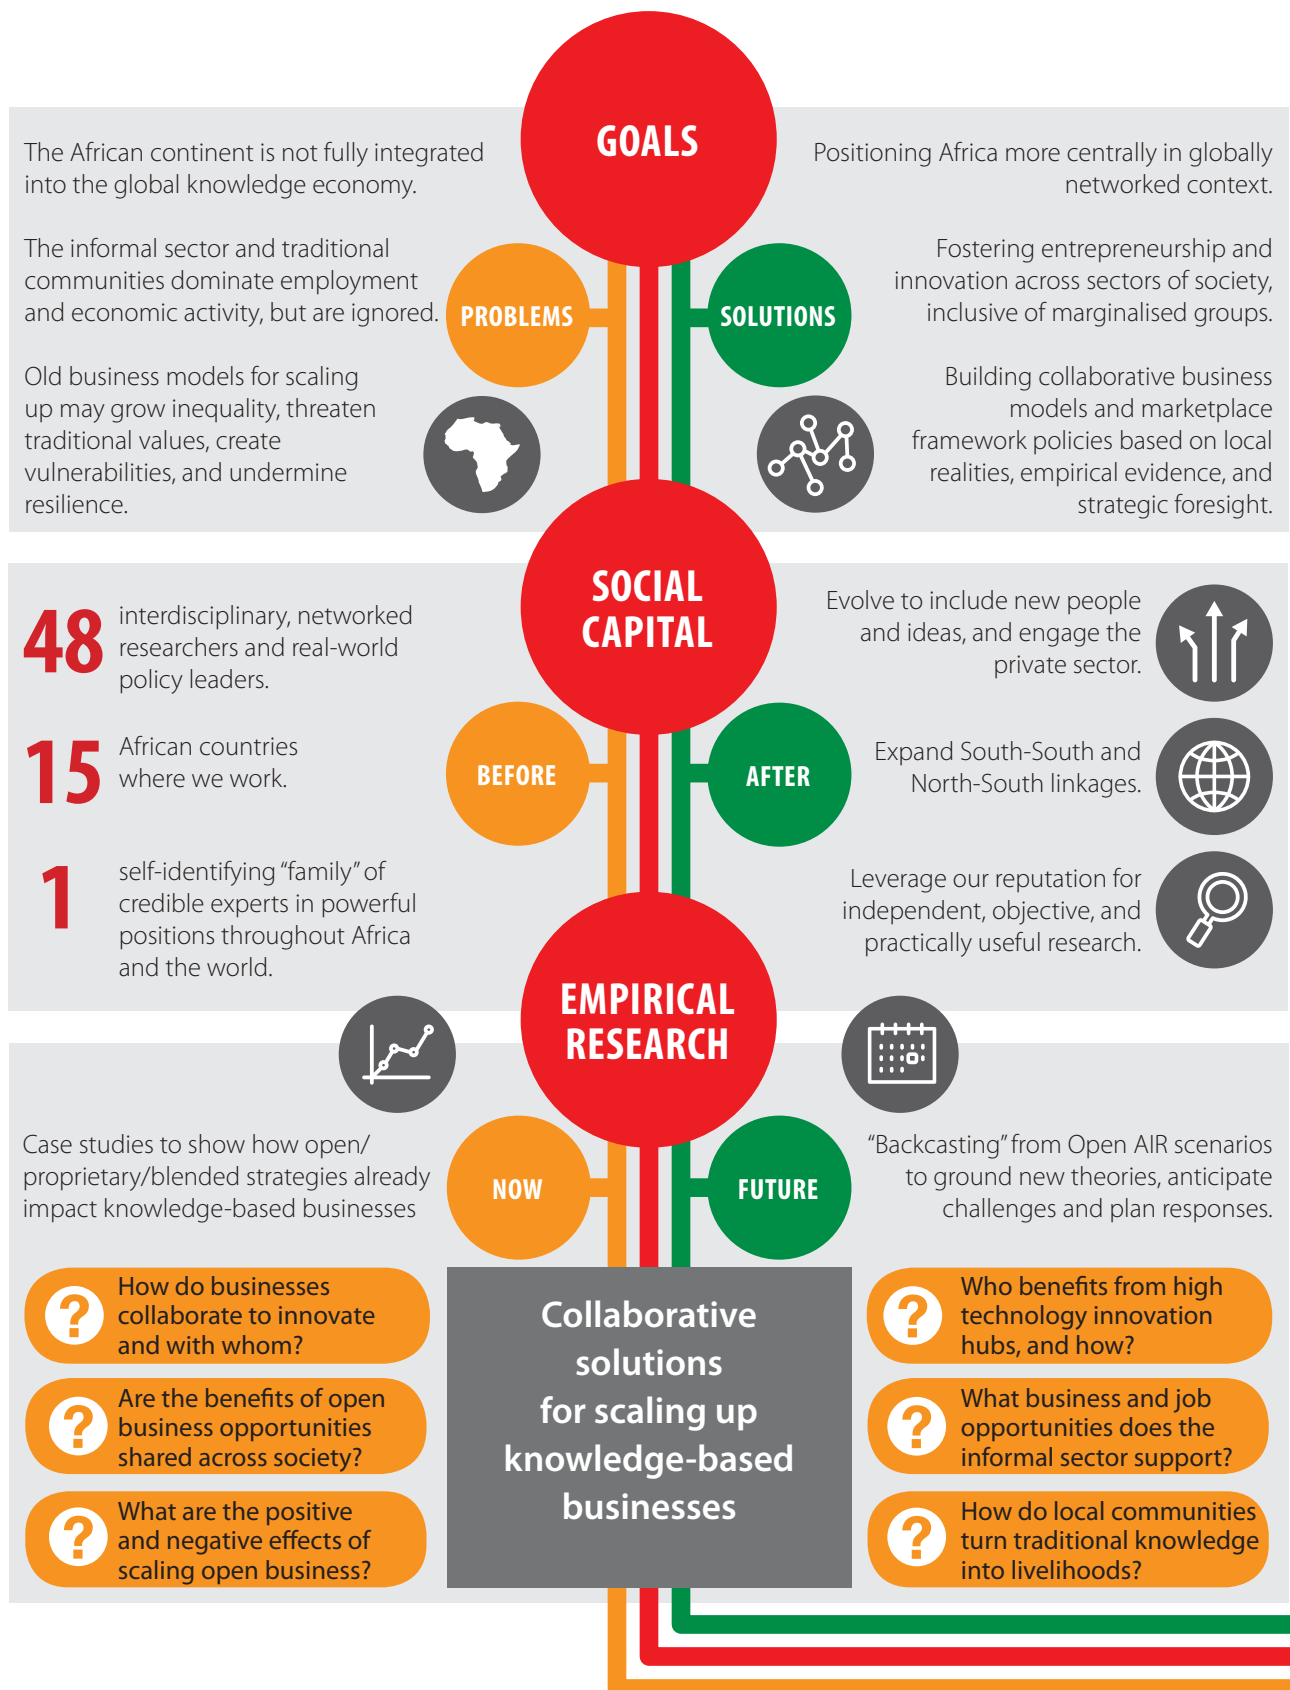 GOALS
The African continent is not fully integrated
into the global knowledge economy.
The informal sector and traditional
communities dominate employment
and economic activity, but are ignored.
Old business models for scaling
up may grow inequality, threaten
traditional values, create
vulnerabilities, and undermine
resilience.
PROBLEMS
SOLUTIONS
Positioning Africa more centrally in globally
networked context.
Fostering entrepreneurship and
innovation across sectors of society,
inclusive of marginalised groups.
Building collaborative business
models and marketplace
framework policies based on local
realities, empirical evidence, and
strategic foresight.
SOCIAL
CAPITAL
48
interdisciplinary, networked
researchers and real-world
policy leaders.
15
African countries
where we work.
1
self-identifying “family” of
credible experts in powerful
positions throughout Africa
and the world.
BEFORE
AFTER
Evolve to include new people
and ideas, and engage the
private sector.
Expand South-South and
North-South linkages.
Leverage our reputation for
independent, objective, and
practically useful research.
EMPIRICAL
RESEARCH
Case studies to show how open/
proprietary/blended strategies already
impact knowledge-based businesses
NOW
FUTURE
“Backcasting” from Open AIR scenarios
to ground new theories, anticipate
challenges and plan responses.
?
How do businesses
collaborate to innovate
and with whom?
?
Are the benefits of open
business opportunities
shared across society?
?
What are the positive
and negative effects of
scaling open business?
Collaborative
solutions
for scaling up
knowledge-based
businesses
?
Who benefits from high
technology innovation
hubs, and how?
?
What business and job
opportunities does the
informal sector support?
?
How do local communities
turn traditional knowledge
into livelihoods?